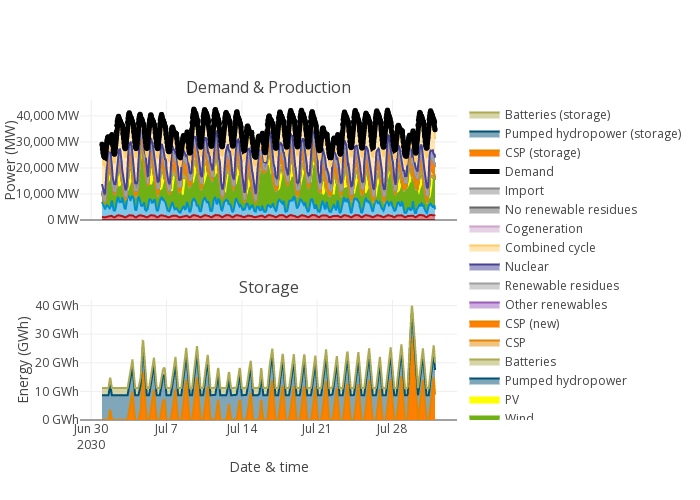 Demand & Production
Power (MW)
40,000 MW
30,000 MW
20,000 MW
10,000 MW
0 MW
Storage
Energy (GWh)
40 GWh
30 GWh
20 GWh
10 GWh
0 GWh
Jun 30
2030
Jul 7
Jul 14
Jul 21
Jul 28
Date & time
Batteries (storage)
Pumped hydropower (storage)
CSP (storage)
Demand
Import
No renewable residues
Cogeneration
Combined cycle
Nuclear
Renewable residues
Other renewables
CSP (new)
CSP
Batteries
Pumped hydropower
PV
Wind